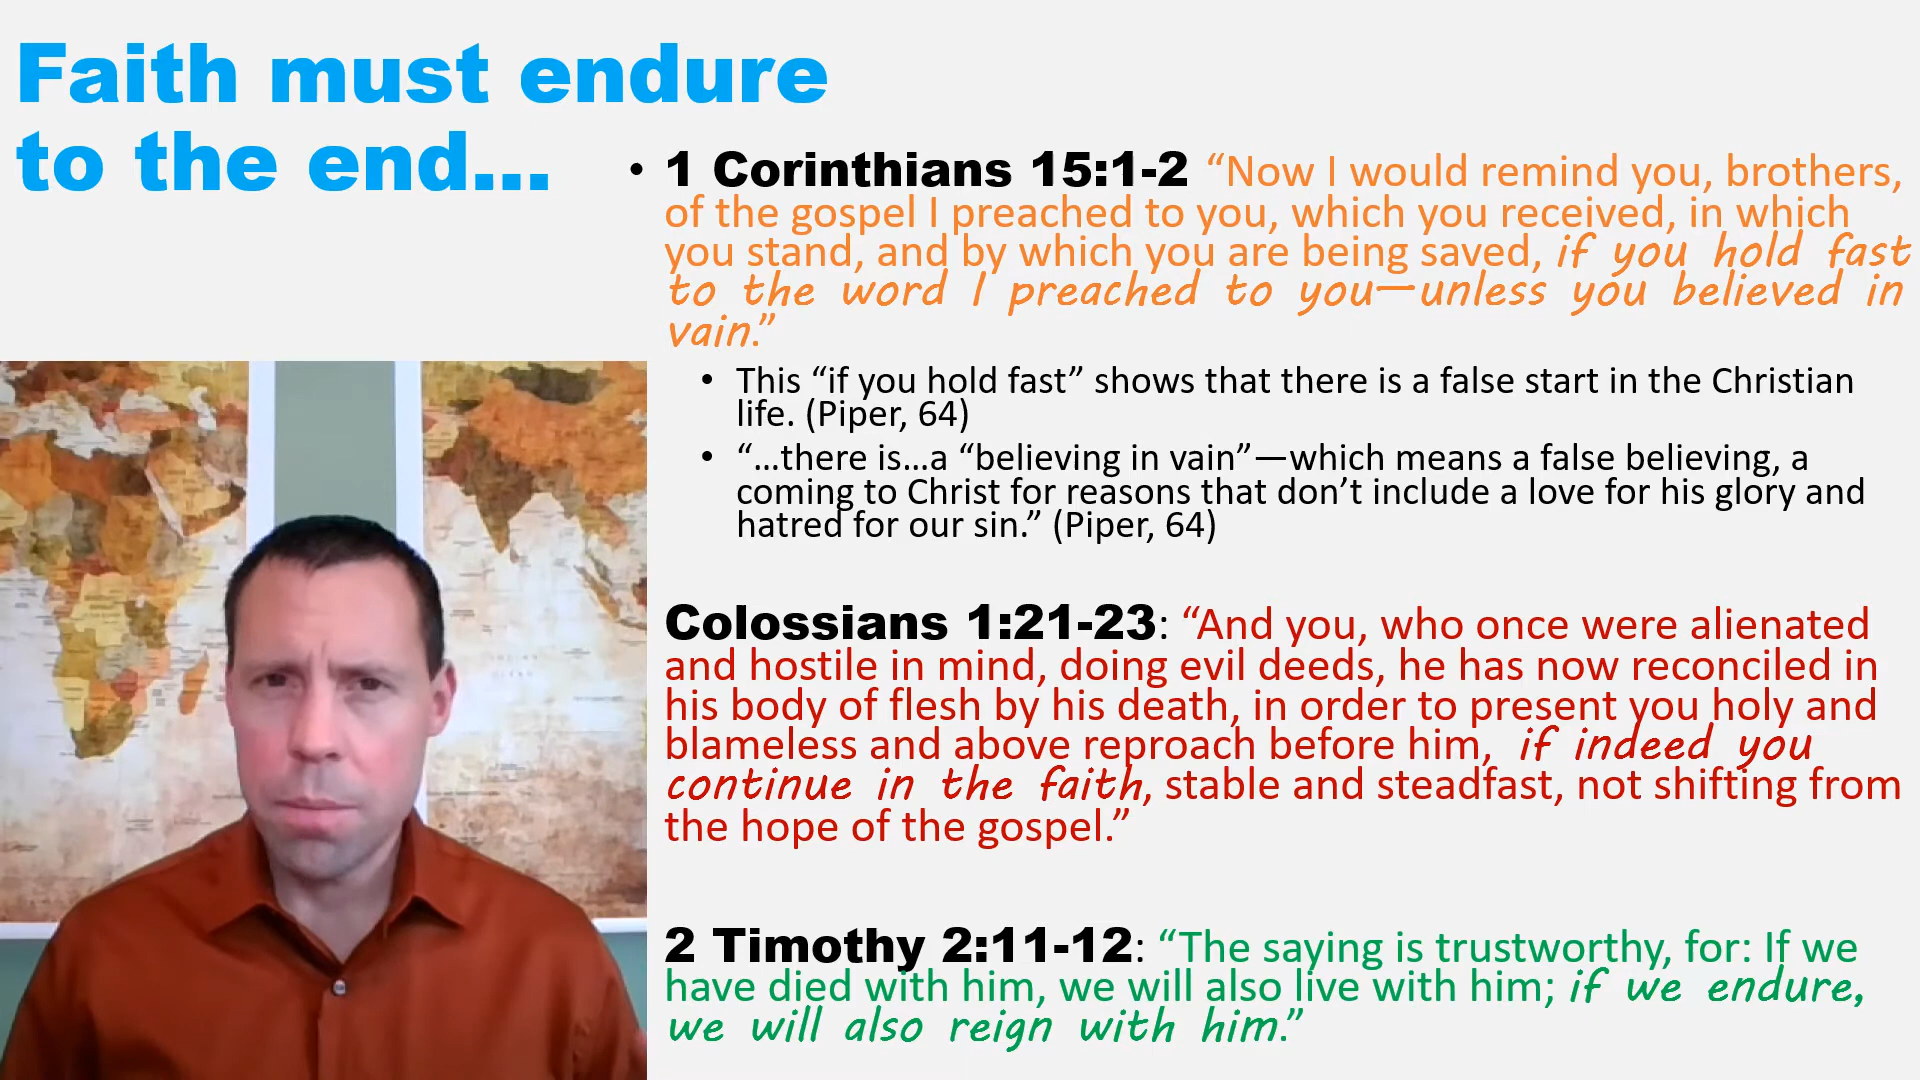 Faith must endure
to the end...
• 1 Corinthians 15:1-2 “Now I would remind you, brothers,
of the gospel I preached to you, which you received, in which
you stand, and by which you are being saved, if you hold fast
to the word I preached to you—unless you believed in
vain.”
• This “if you hold fast” shows that there is a false start in the Christian
life. (Piper, 64)
• “…there is…a “believing in vain”—which means a false believing, a
coming to Christ for reasons that don’t include a love for his glory and
hatred for our sin.” (Piper, 64)
Colossians 1:21-23: “And you, who once were alienated
and hostile in mind, doing evil deeds, he has now reconciled in
his body of flesh by his death, in order to present you holy and
blameless and above reproach before him, if indeed you
continue in the faith, stable and steadfast, not shifting from
the hope of the gospel.”
2 Timothy 2:11-12: “The saying is trustworthy, for: If we
have died with him, we will also live with him; if we endure,
we will also reign with him.”